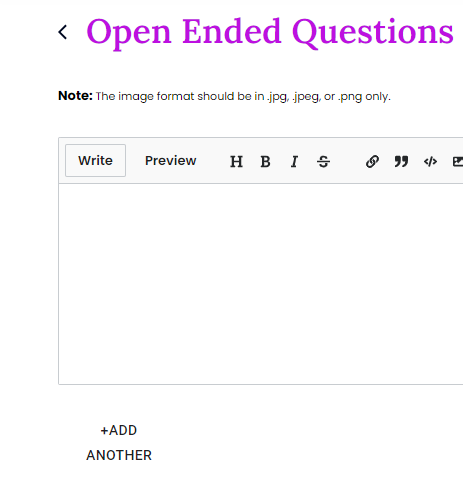 Open Ended Questions
Note: The image format should be in .jpg, .jpeg, or .png only.
Write Preview H B I S
+ADD
ANOTHER